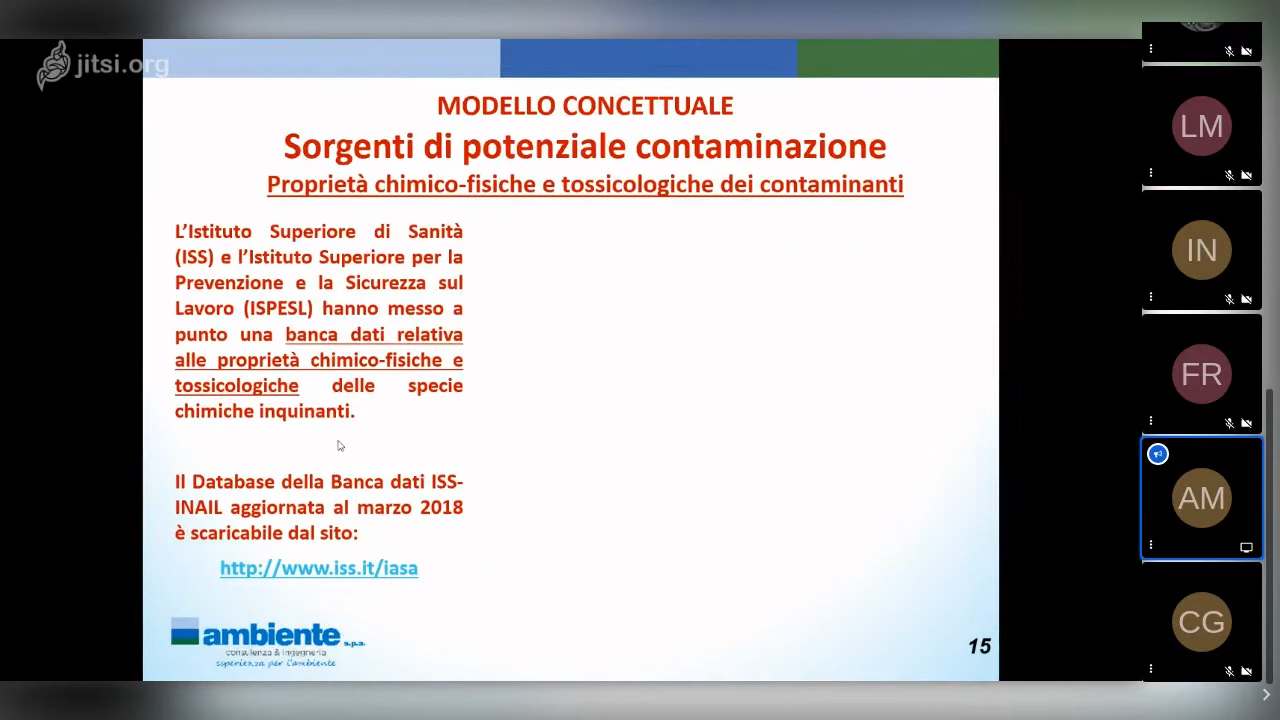 jitsi.org
MODELLO CONCETTUALE
Sorgenti di potenziale contaminazione
Proprietà chimico-fisiche e tossicologiche dei contaminanti
L’Istituto Superiore di Sanità
(ISS) e l’Istituto Superiore per la
Prevenzione e la Sicurezza sul
Lavoro (ISPESL) hanno messo a
punto una banca dati relativa
alle proprietà chimico-fisiche e
tossicologiche delle specie
chimiche inquinanti.
Il Database della Banca dati ISS-
INAIL aggiornata al marzo 2018
è scaricabile dal sito:
http://www.iss.it/iasa
ambiente s.p.a.
consulenza & ingegneria
esperienza per l'ambiente
15
LM
IN
FR
AM
CG